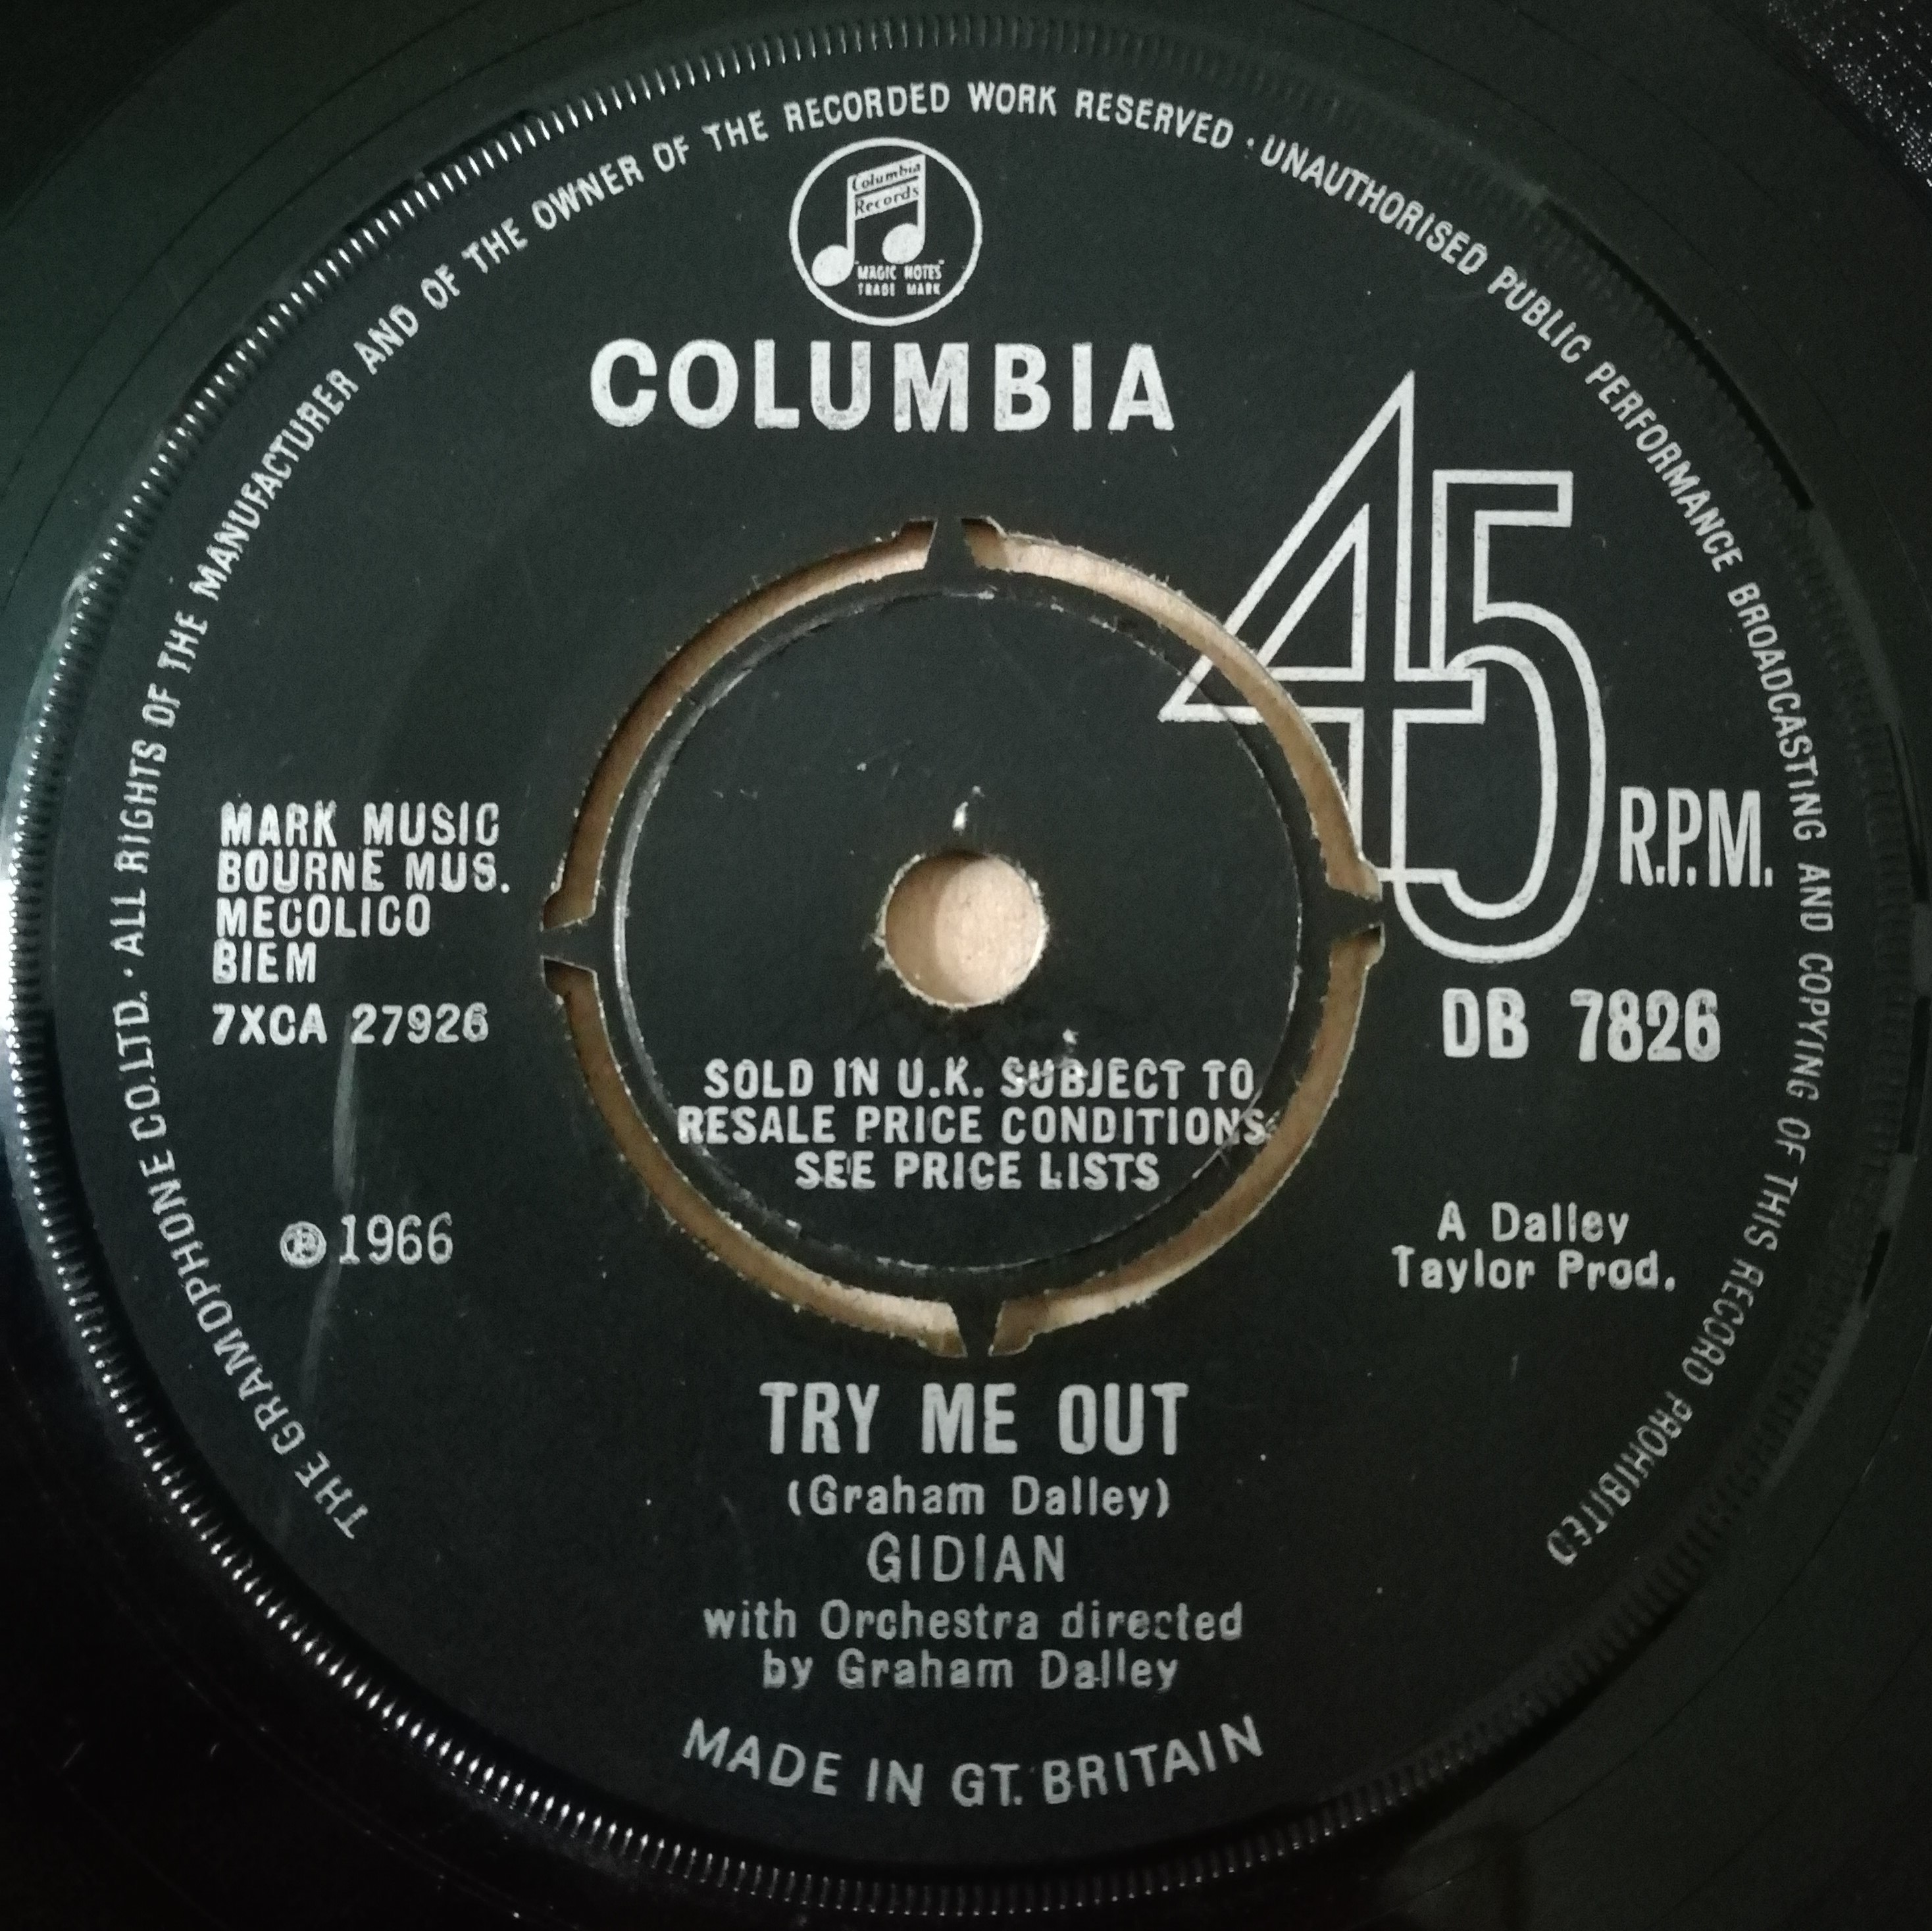 THE GRAMOPHONE CO. LTD. · ALL RIGHTS OF THE MANUFACTURER AND OF THE OWNER OF THE RECORDED WORK RESERVED · UNAUTHORISED PUBLIC PERFORMANCE BROADCASTING AND COPYING OF THIS RECORD PROHIBITED
Columbia
Records
"MAGIC NOTES"
TRADE MARK
COLUMBIA
45 R.P.M.
MARK MUSIC
BOURNE MUS.
MECOLICO
BIEM
7XCA 27926
DB 7826
SOLD IN U.K. SUBJECT TO
RESALE PRICE CONDITIONS
SEE PRICE LISTS
℗ 1966
A Dalley
Taylor Prod.
TRY ME OUT
(Graham Dalley)
GIDIAN
with Orchestra directed
by Graham Dalley
MADE IN GT. BRITAIN